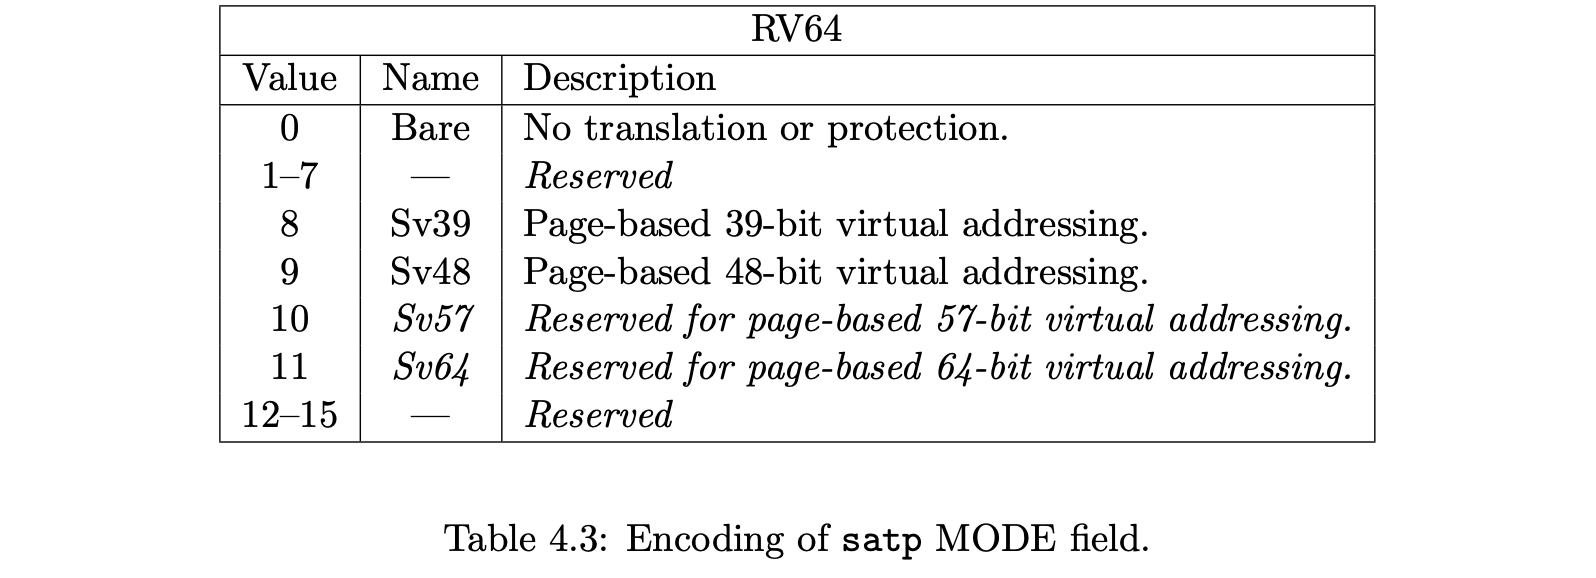 RV64
Value Name Description
0 Bare No translation or protection.
1–7 — Reserved
8 Sv39 Page-based 39-bit virtual addressing.
9 Sv48 Page-based 48-bit virtual addressing.
10 Sv57 Reserved for page-based 57-bit virtual addressing.
11 Sv64 Reserved for page-based 64-bit virtual addressing.
12–15 — Reserved
Table 4.3: Encoding of satp MODE field.